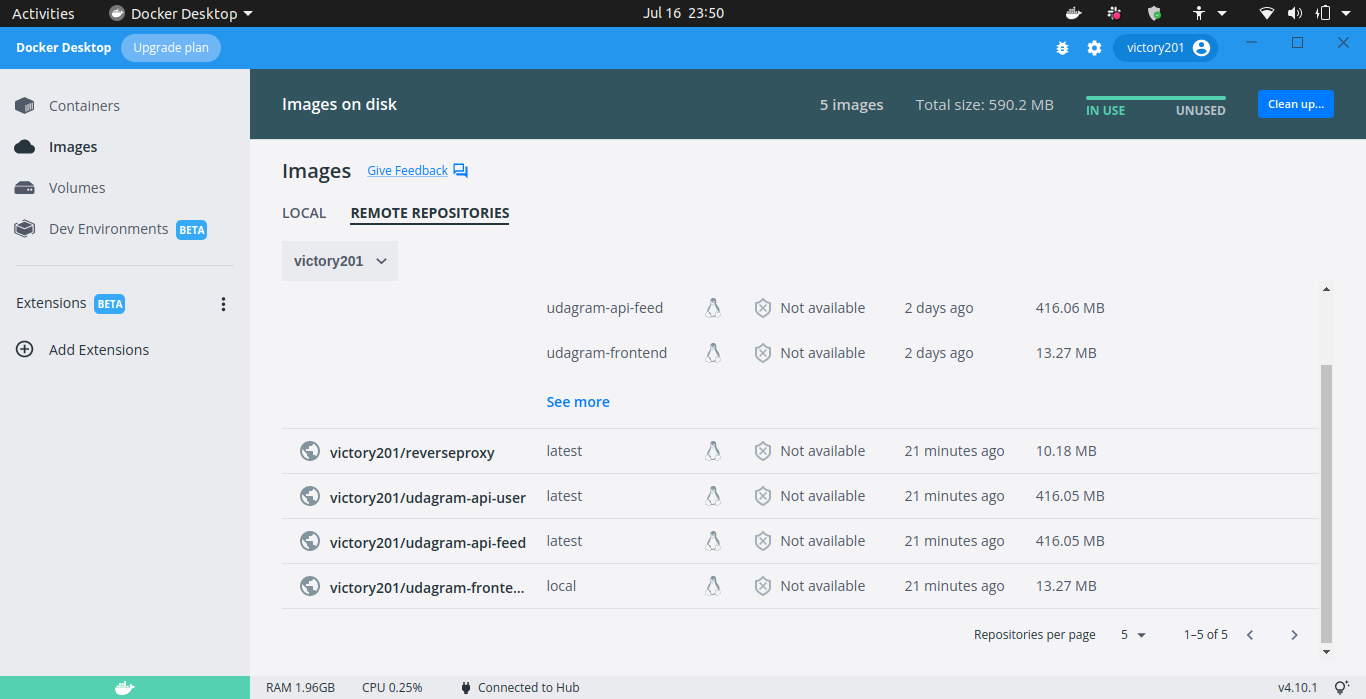 Activities Docker Desktop Jul 16 23:50
Docker Desktop Upgrade plan victory201
Containers
Images
Volumes
Dev Environments BETA
Extensions BETA
Add Extensions
Images on disk 5 images Total size: 590.2 MB IN USE UNUSED Clean up...
Images Give Feedback
LOCAL REMOTE REPOSITORIES
victory201
udagram-api-feed Not available 2 days ago 416.06 MB
udagram-frontend Not available 2 days ago 13.27 MB
See more
victory201/reverseproxy latest Not available 21 minutes ago 10.18 MB
victory201/udagram-api-user latest Not available 21 minutes ago 416.05 MB
victory201/udagram-api-feed latest Not available 21 minutes ago 416.05 MB
victory201/udagram-fronte... local Not available 21 minutes ago 13.27 MB
Repositories per page 5 1–5 of 5
RAM 1.96GB CPU 0.25% Connected to Hub v4.10.1